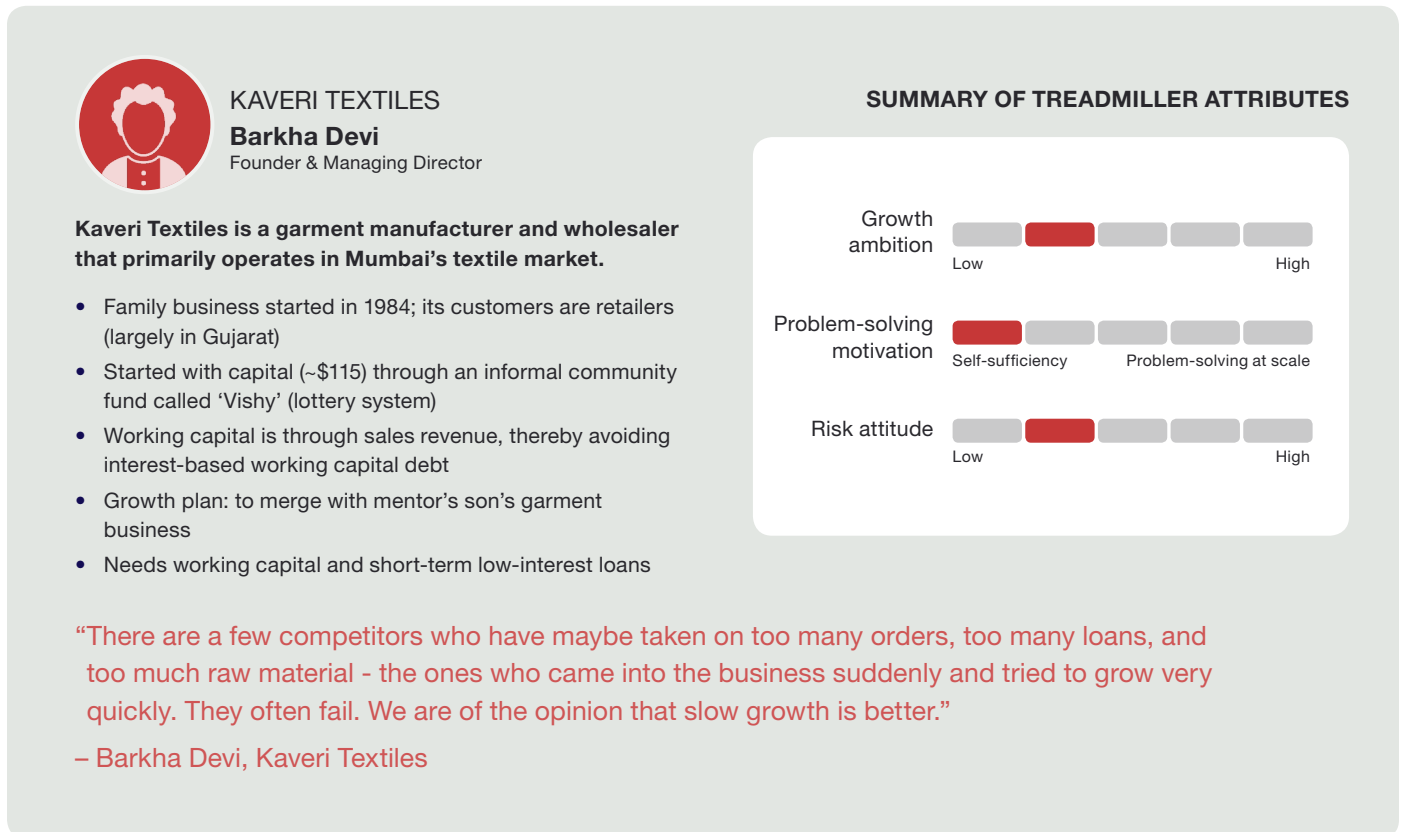 KAVERI TEXTILES
Barkha Devi
Founder & Managing Director
Kaveri Textiles is a garment manufacturer and wholesaler
that primarily operates in Mumbai’s textile market.
• Family business started in 1984; its customers are retailers
(largely in Gujarat)
• Started with capital (~$115) through an informal community
fund called ‘Vishy’ (lottery system)
• Working capital is through sales revenue, thereby avoiding
interest-based working capital debt
• Growth plan: to merge with mentor’s son’s garment
business
• Needs working capital and short-term low-interest loans
SUMMARY OF TREADMILLER ATTRIBUTES
Growth
ambition
Low High
Problem-solving
motivation
Self-sufficiency Problem-solving at scale
Risk attitude
Low High
“There are a few competitors who have maybe taken on too many orders, too many loans, and
too much raw material - the ones who came into the business suddenly and tried to grow very
quickly. They often fail. We are of the opinion that slow growth is better.”
– Barkha Devi, Kaveri Textiles